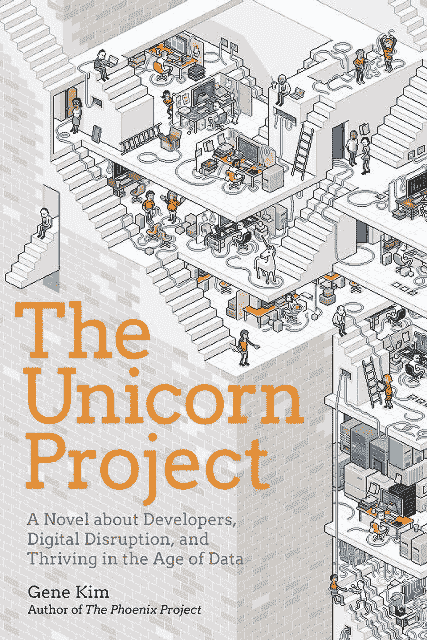 The
Unicorn
Project
A Novel about Developers,
Digital Disruption, and
Thriving in the Age of Data
Gene Kim
Author of The Phoenix Project